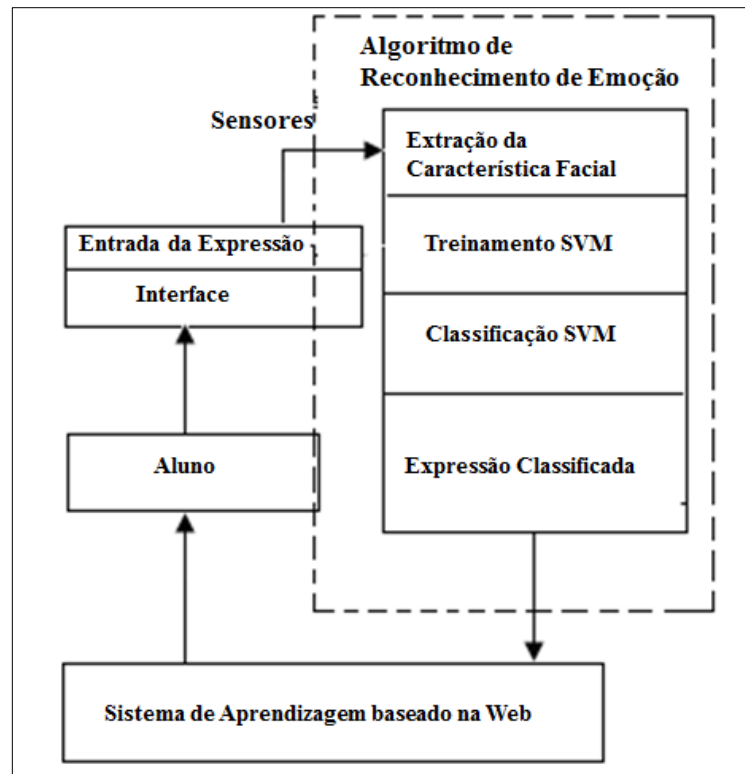 Algoritmo de
Reconhecimento de Emoção
Sensores
Extração da
Característica Facial
Entrada da Expressão
Treinamento SVM
Interface
Classificação SVM
Aluno
Expressão Classificada
Sistema de Aprendizagem baseado na Web